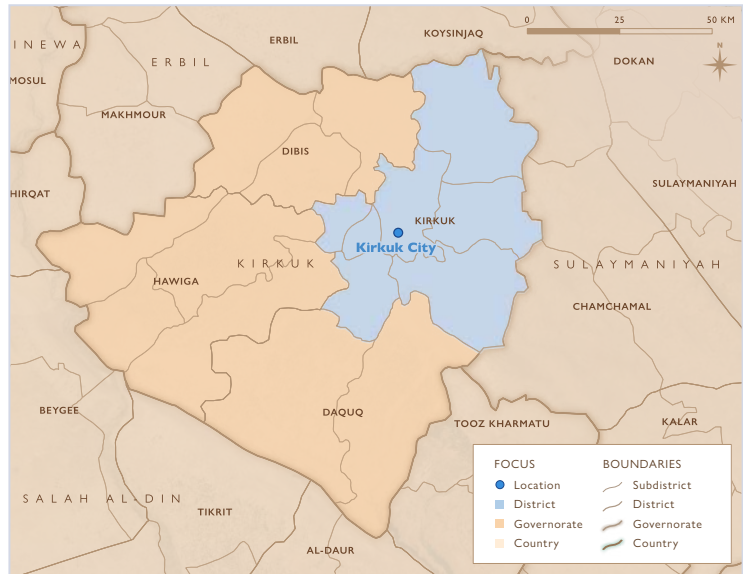 0 25 50 KM
KOYSINJAQ
ERBIL
INEWA
ERBIL
DOKAN
N
MOSUL
MAKHMOUR
DIBIS
SULAYMANIYAH
HIRQAT
KIRKUK
Kirkuk City
KIRKUK
SULAYMANIYAH
HAWIGA
CHAMCHAMAL
BEYGEE
DAQUQ
TOOZ KHARMATU
KALAR
SALAH AL-DIN
TIKRIT
AL-DAUR
FOCUS
Location
District
Governorate
Country
BOUNDARIES
Subdistrict
District
Governorate
Country